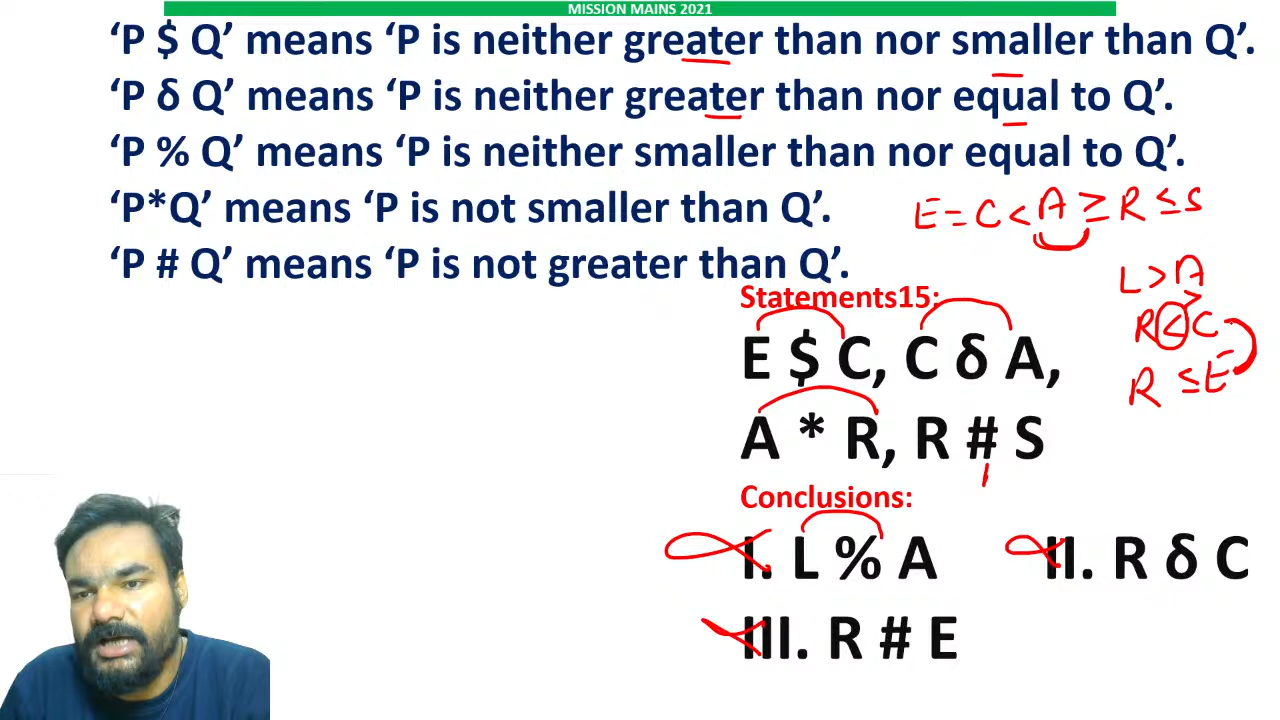 MISSION MAINS 2021
‘P $ Q’ means ‘P is neither greater than nor smaller than Q’.
‘P δ Q’ means ‘P is neither greater than nor equal to Q’.
‘P % Q’ means ‘P is neither smaller than nor equal to Q’.
‘P*Q’ means ‘P is not smaller than Q’.
E = C < A ≥ R ≤ S
‘P # Q’ means ‘P is not greater than Q’.
L > A
Statements15:
R < C
E $ C, C δ A,
R ≤ E
A * R, R # S
Conclusions:
I. L % A II. R δ C
III. R # E